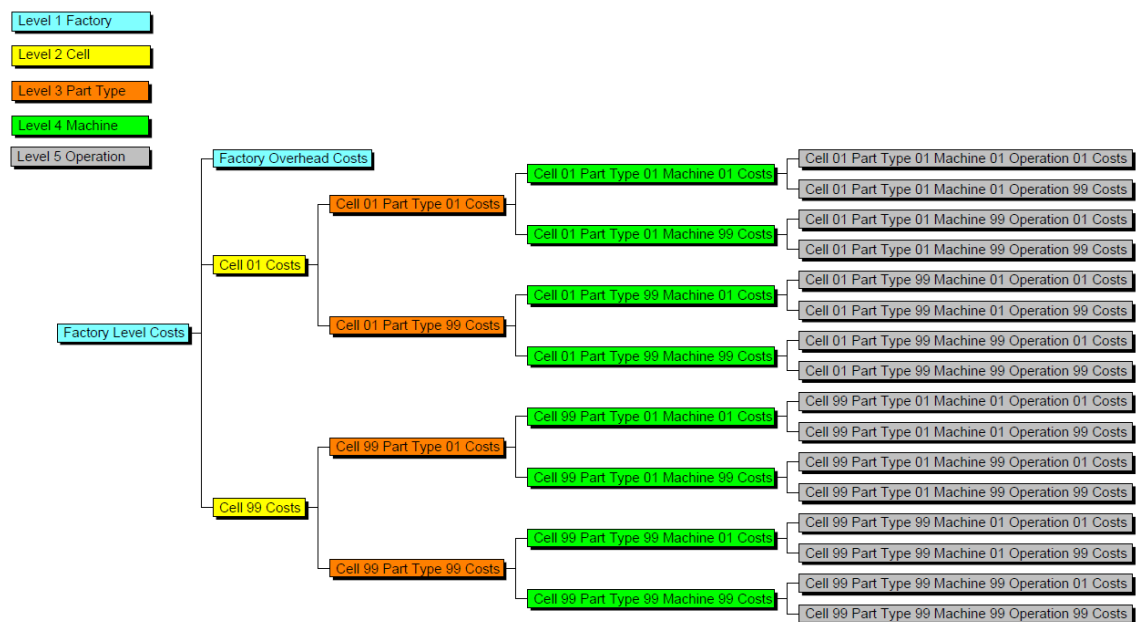 Level 1 Factory
Level 2 Cell
Level 3 Part Type
Level 4 Machine
Level 5 Operation
Factory Level Costs
Factory Overhead Costs
Cell 01 Costs
Cell 99 Costs
Cell 01 Part Type 01 Costs
Cell 01 Part Type 99 Costs
Cell 99 Part Type 01 Costs
Cell 99 Part Type 99 Costs
Cell 01 Part Type 01 Machine 01 Costs
Cell 01 Part Type 01 Machine 99 Costs
Cell 01 Part Type 99 Machine 01 Costs
Cell 01 Part Type 99 Machine 99 Costs
Cell 99 Part Type 01 Machine 01 Costs
Cell 99 Part Type 01 Machine 99 Costs
Cell 99 Part Type 99 Machine 01 Costs
Cell 99 Part Type 99 Machine 99 Costs
Cell 01 Part Type 01 Machine 01 Operation 01 Costs
Cell 01 Part Type 01 Machine 01 Operation 99 Costs
Cell 01 Part Type 01 Machine 99 Operation 01 Costs
Cell 01 Part Type 01 Machine 99 Operation 99 Costs
Cell 01 Part Type 99 Machine 01 Operation 01 Costs
Cell 01 Part Type 99 Machine 01 Operation 99 Costs
Cell 01 Part Type 99 Machine 99 Operation 01 Costs
Cell 01 Part Type 99 Machine 99 Operation 99 Costs
Cell 99 Part Type 01 Machine 01 Operation 01 Costs
Cell 99 Part Type 01 Machine 01 Operation 99 Costs
Cell 99 Part Type 01 Machine 99 Operation 01 Costs
Cell 99 Part Type 01 Machine 99 Operation 99 Costs
Cell 99 Part Type 99 Machine 01 Operation 01 Costs
Cell 99 Part Type 99 Machine 01 Operation 99 Costs
Cell 99 Part Type 99 Machine 99 Operation 01 Costs
Cell 99 Part Type 99 Machine 99 Operation 99 Costs